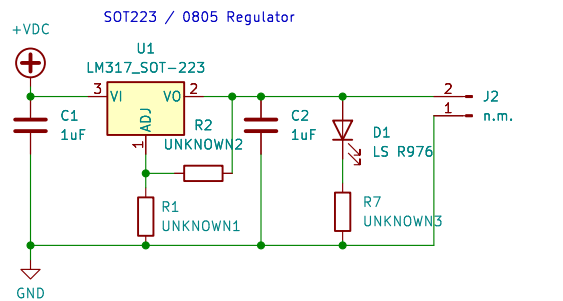 SOT223 / 0805 Regulator
+VDC
U1
LM317_SOT-223
3
VI
VO
2
ADJ
1
C1
1uF
R2
UNKNOWN2
C2
1uF
D1
LS R976
2
1
J2
n.m.
R1
UNKNOWN1
R7
UNKNOWN3
GND